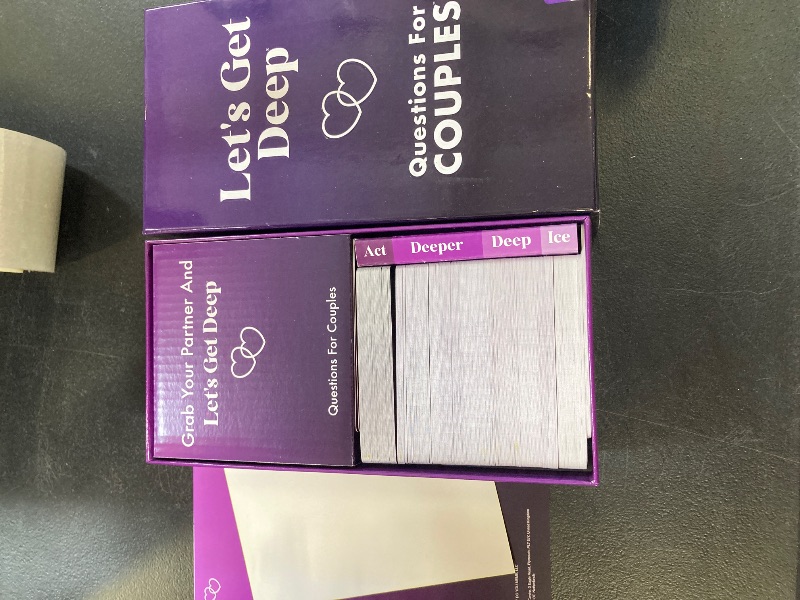 Let's Get
Deep
Questions For
COUPLES
Grab Your Partner And
Let's Get Deep
Questions For Couples
Act
Deeper
Deep
Ice